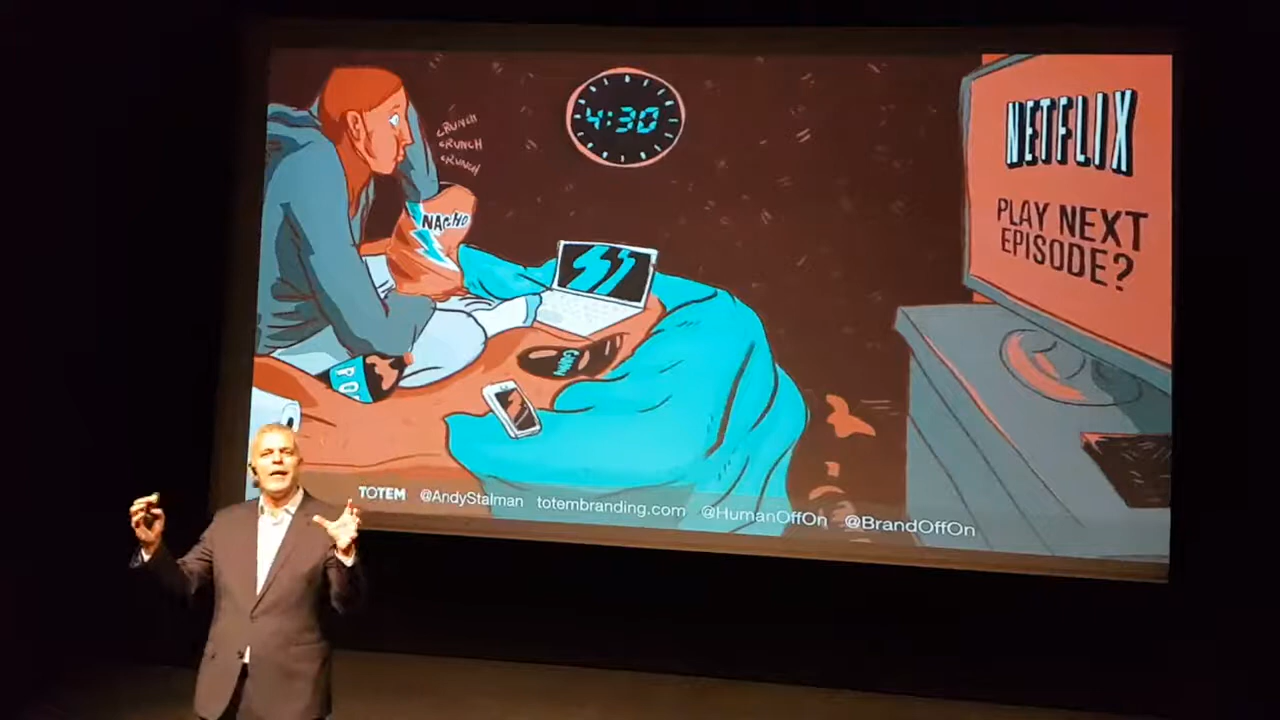 CRUNCH
CRUNCH
CRUNCH
4:30
NACHO
NETFLIX
PLAY NEXT
EPISODE?
TOTEM @AndyStalman totembranding.com @HumanOffOn @BrandOffOn